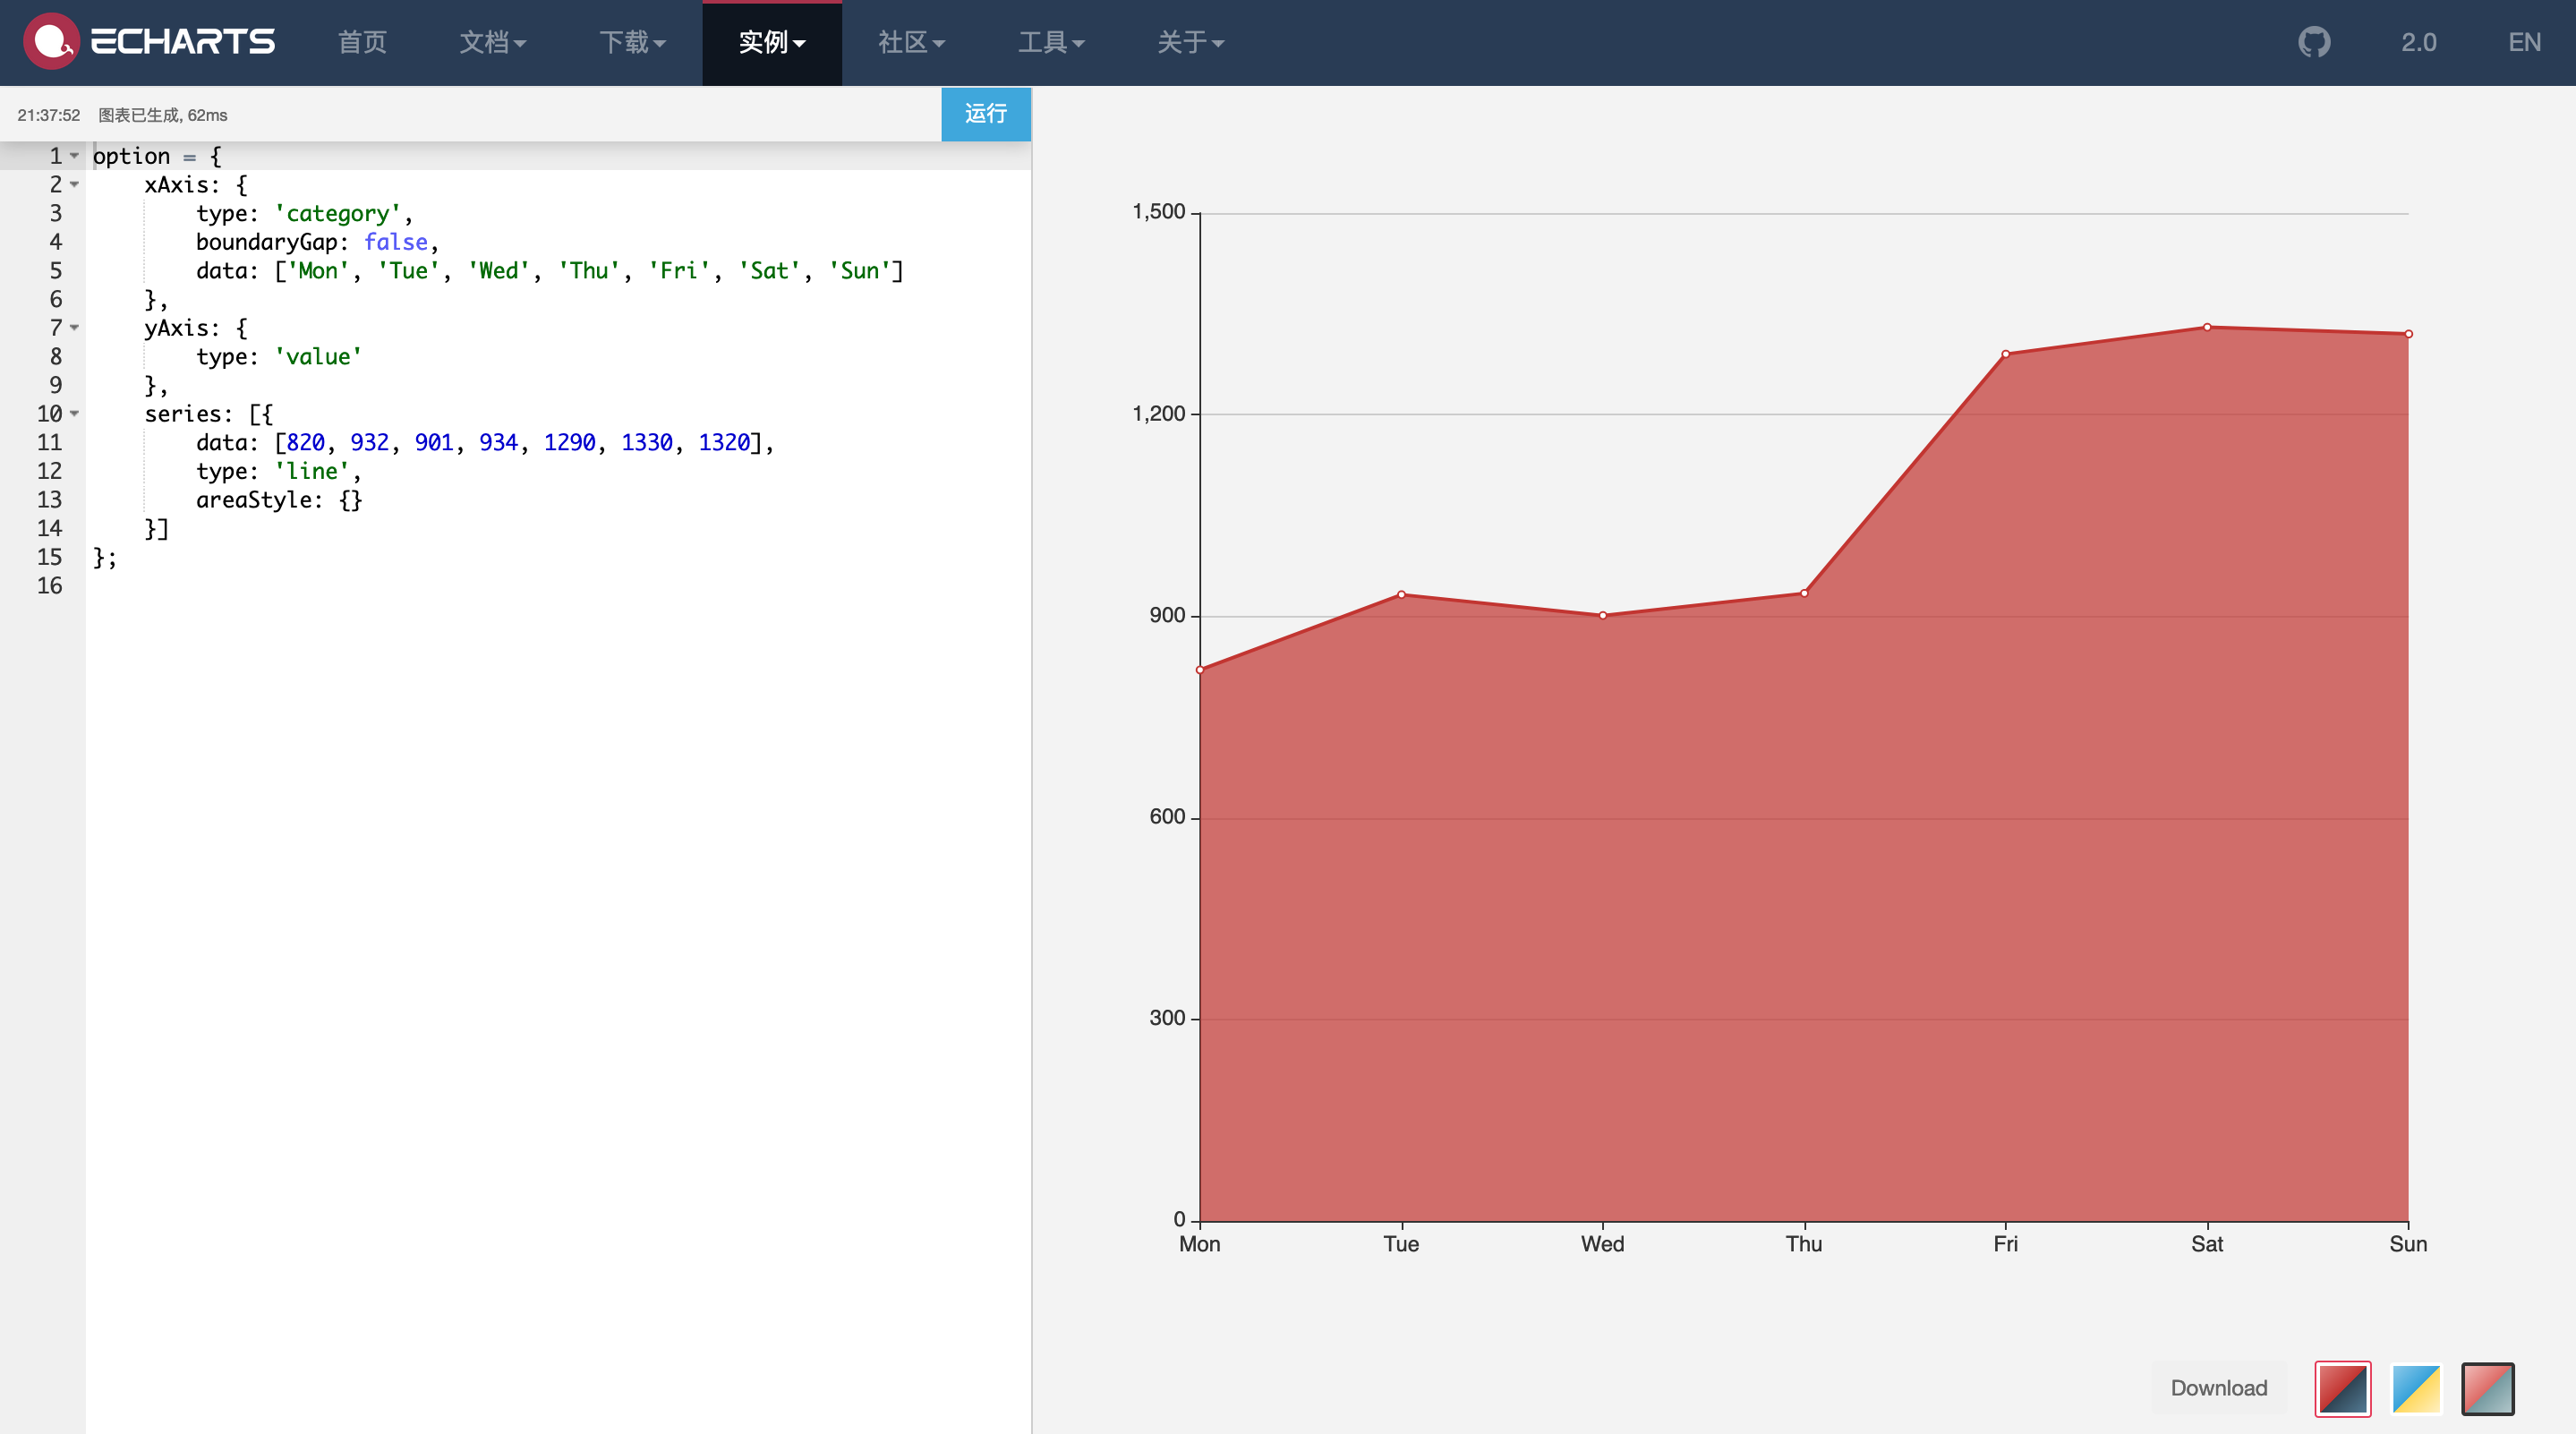 ECHARTS 首页 文档 下载 实例 社区 工具 关于 2.0 EN
21:37:52 图表已生成, 62ms 运行
1 option = {
2 xAxis: {
3 type: 'category',
4 boundaryGap: false,
5 data: ['Mon', 'Tue', 'Wed', 'Thu', 'Fri', 'Sat', 'Sun']
6 },
7 yAxis: {
8 type: 'value'
9 },
10 series: [{
11 data: [820, 932, 901, 934, 1290, 1330, 1320],
12 type: 'line',
13 areaStyle: {}
14 }]
15 };
16
1,500
1,200
900
600
300
0
Mon Tue Wed Thu Fri Sat Sun
Download